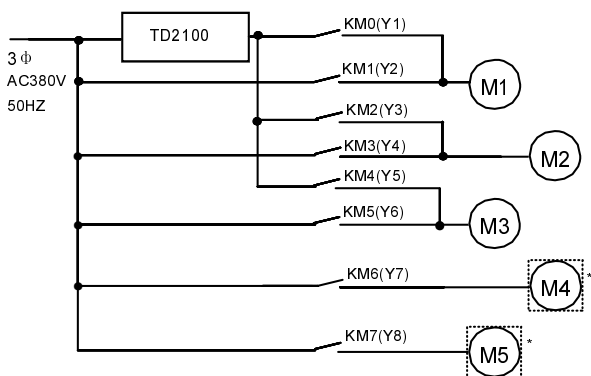 TD2100
KM0(Y1)
3 φ
AC380V
50HZ
KM1(Y2)
M1
KM2(Y3)
KM3(Y4)
M2
KM4(Y5)
KM5(Y6)
M3
KM6(Y7)
M4
*
KM7(Y8)
M5
*